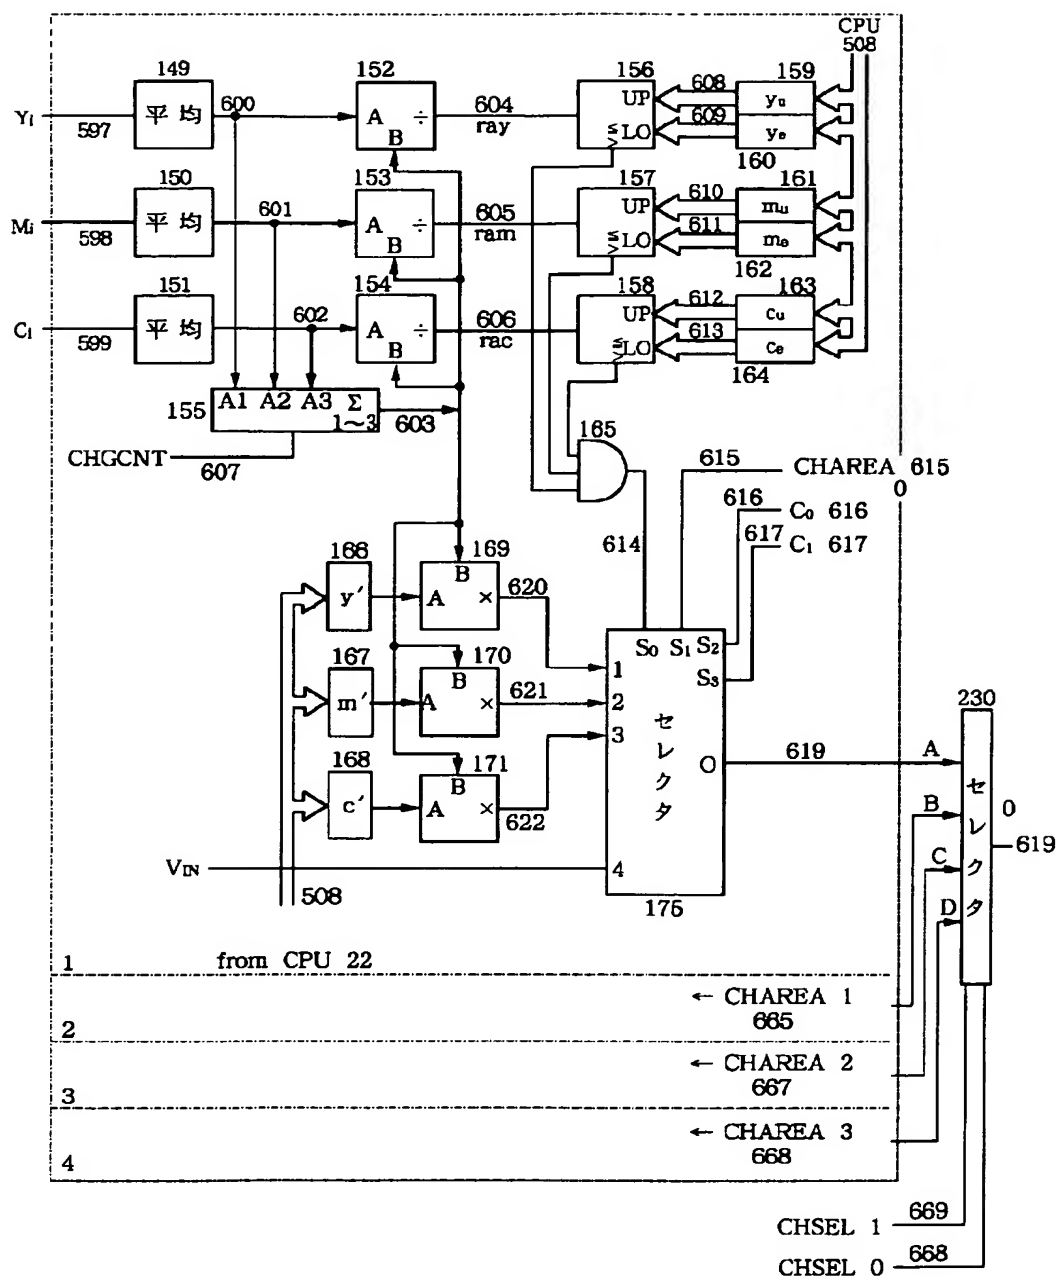 CPU
508
149
152
156
159
Yi
597
平均
600
A
B
÷
604
ray
UP
≦
>
LO
608
609
yu
ye
160
150
153
157
161
Mi
598
平均
601
A
B
÷
605
ram
UP
≦
>
LO
610
611
mu
me
162
151
154
158
163
Ci
599
平均
602
A
B
÷
606
rac
UP
≦
>
LO
612
613
Cu
Ce
164
155
A1 A2 A3 Σ
1~3
603
CHGCNT
607
165
615
CHAREA 615
0
616
C₀ 616
617
C₁ 617
614
168
y′
169
B
A
×
620
167
m′
170
B
A
×
621
168
c′
171
B
A
×
622
S₀ S₁ S₂
S₃
1
2
3
4
セレクタ
O
175
VIN
508
619
230
A
B
C
D
セレクタ
0
619
1
from CPU 22
← CHAREA 1
665
2
← CHAREA 2
667
3
← CHAREA 3
668
4
CHSEL 1
669
CHSEL 0
668